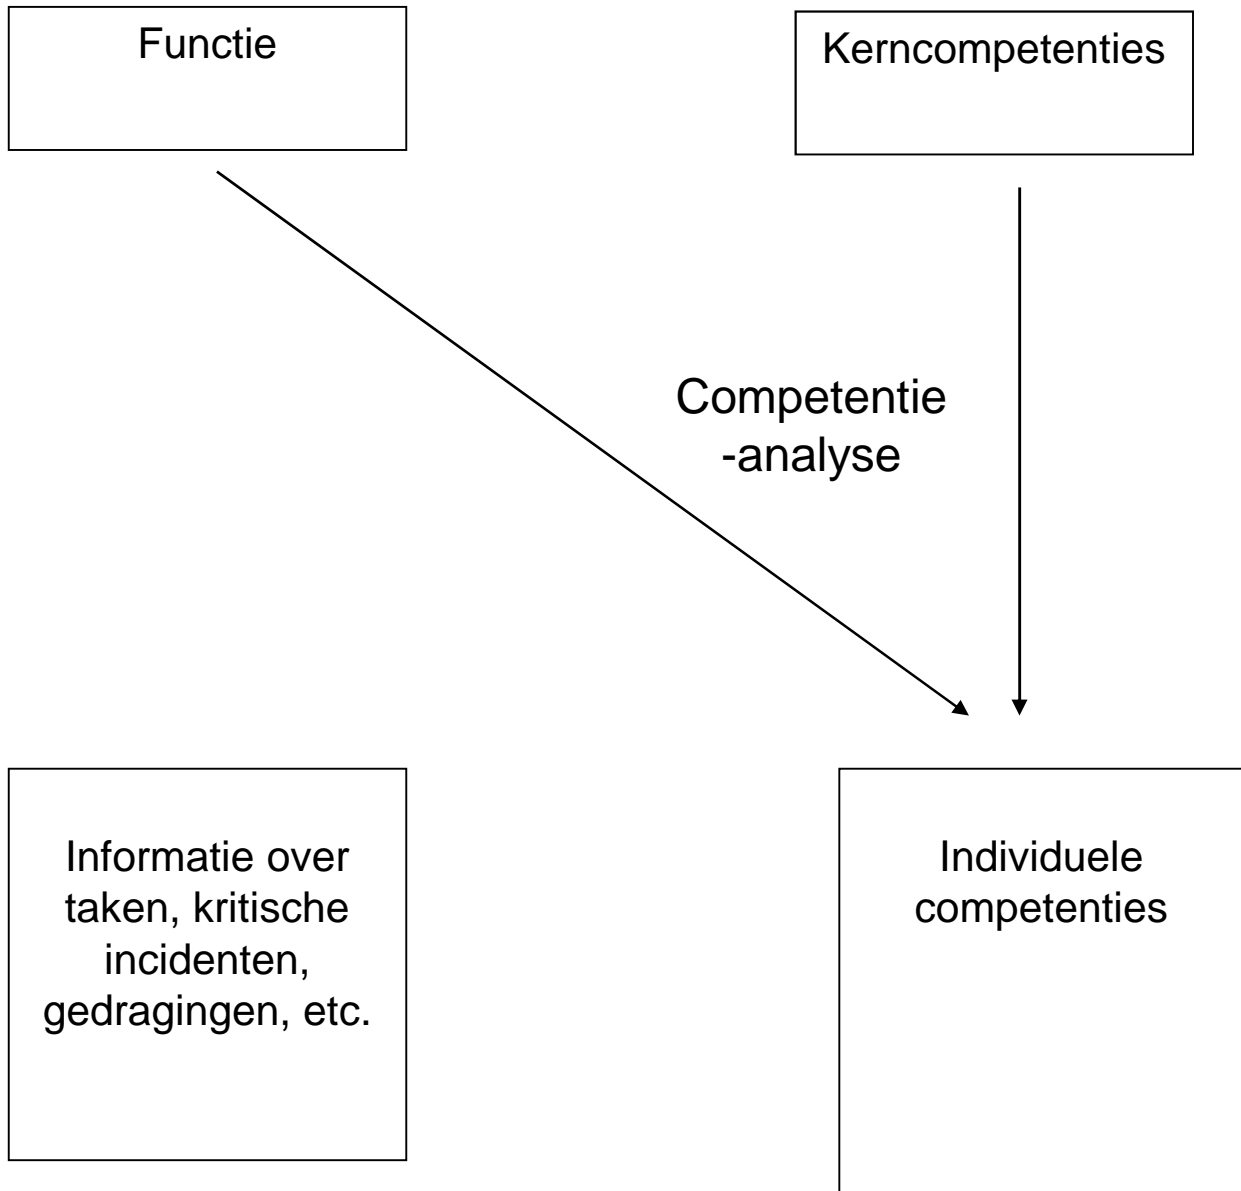 Functie
Kerncompetenties
Competentie
-analyse
Informatie over
taken, kritische
incidenten,
gedragingen, etc.
Individuele
competenties